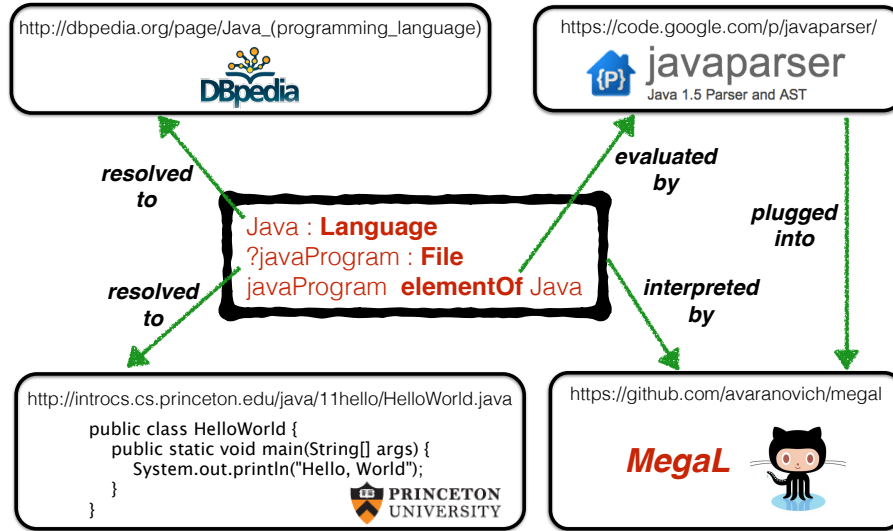 http://dbpedia.org/page/Java_(programming_language)
DBpedia
https://code.google.com/p/javaparser/
{P} javaparser
Java 1.5 Parser and AST
resolved
to
evaluated
by
plugged
into
Java : Language
?javaProgram : File
javaProgram elementOf Java
resolved
to
interpreted
by
http://introcs.cs.princeton.edu/java/11hello/HelloWorld.java
public class HelloWorld {
public static void main(String[] args) {
System.out.println("Hello, World");
}
}
PRINCETON
UNIVERSITY
https://github.com/avaranovich/megal
MegaL